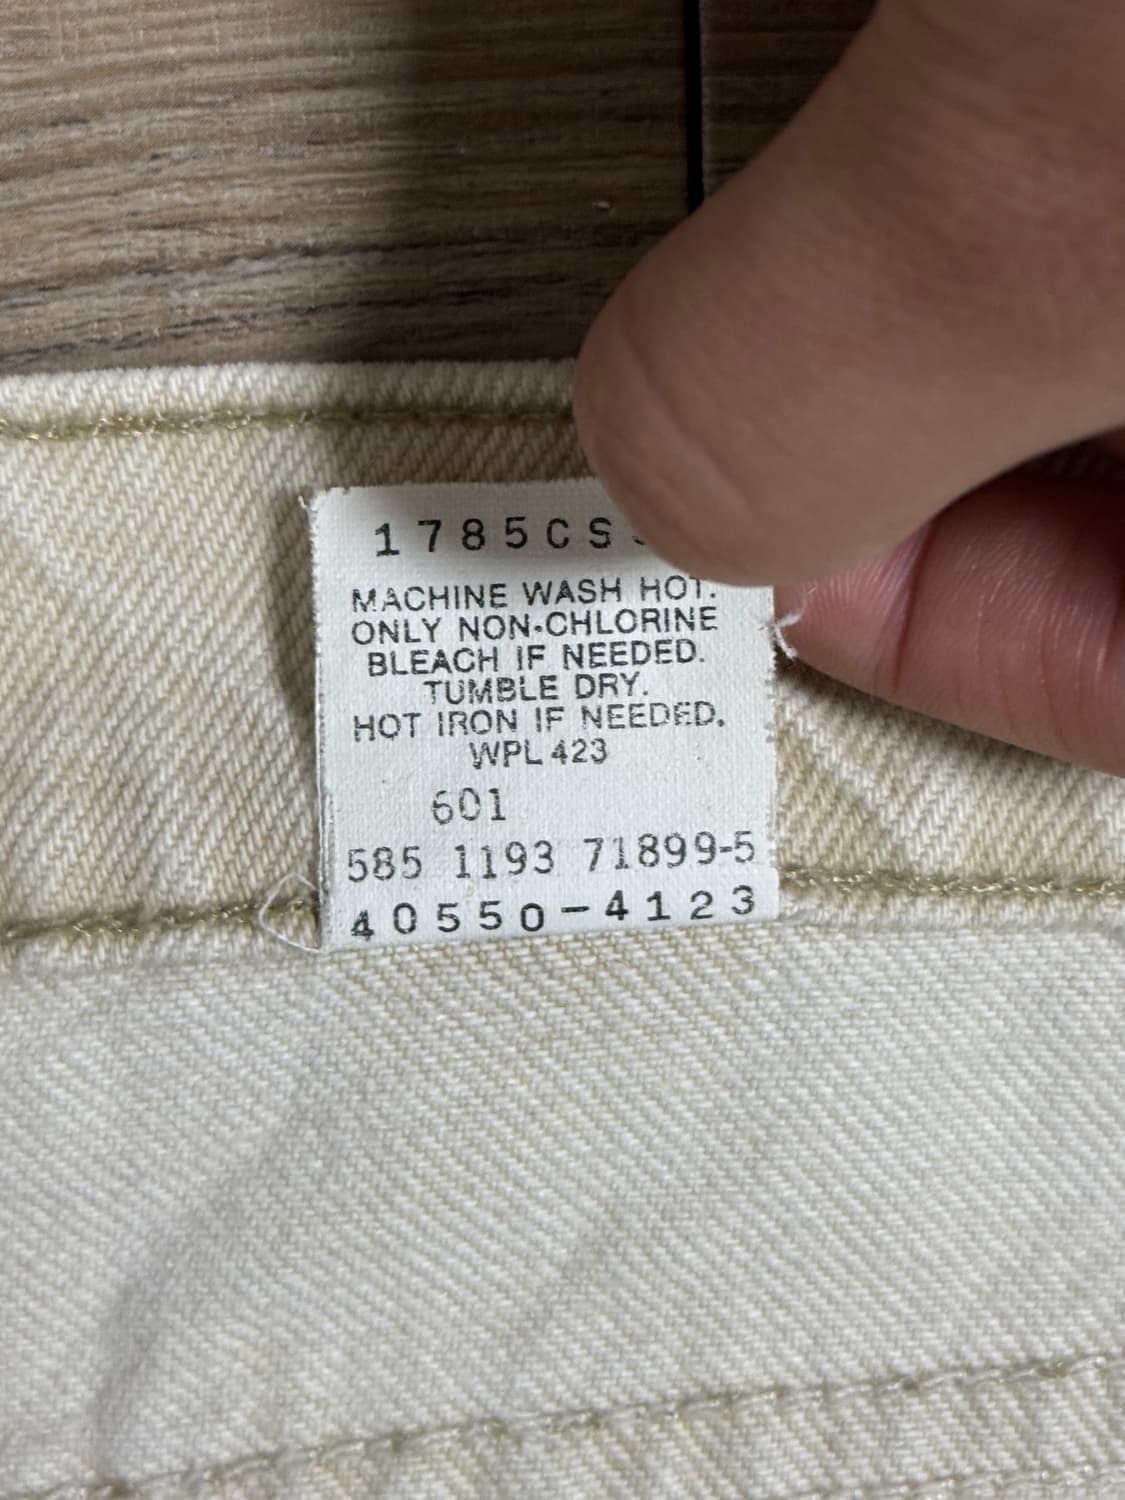 1785CS
MACHINE WASH HOT.
ONLY NON-CHLORINE
BLEACH IF NEEDED.
TUMBLE DRY.
HOT IRON IF NEEDED.
WPL 423
601
585 1193 71899-5
40550-4123